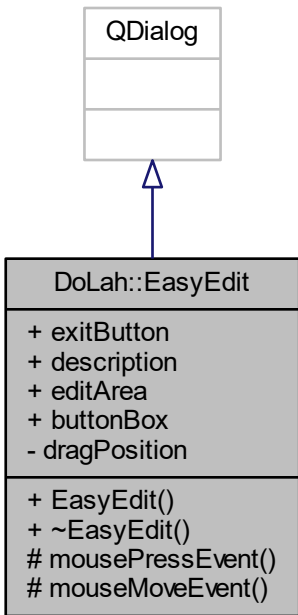 QDialog
DoLah::EasyEdit
+ exitButton
+ description
+ editArea
+ buttonBox
- dragPosition
+ EasyEdit()
+ ~EasyEdit()
# mousePressEvent()
# mouseMoveEvent()